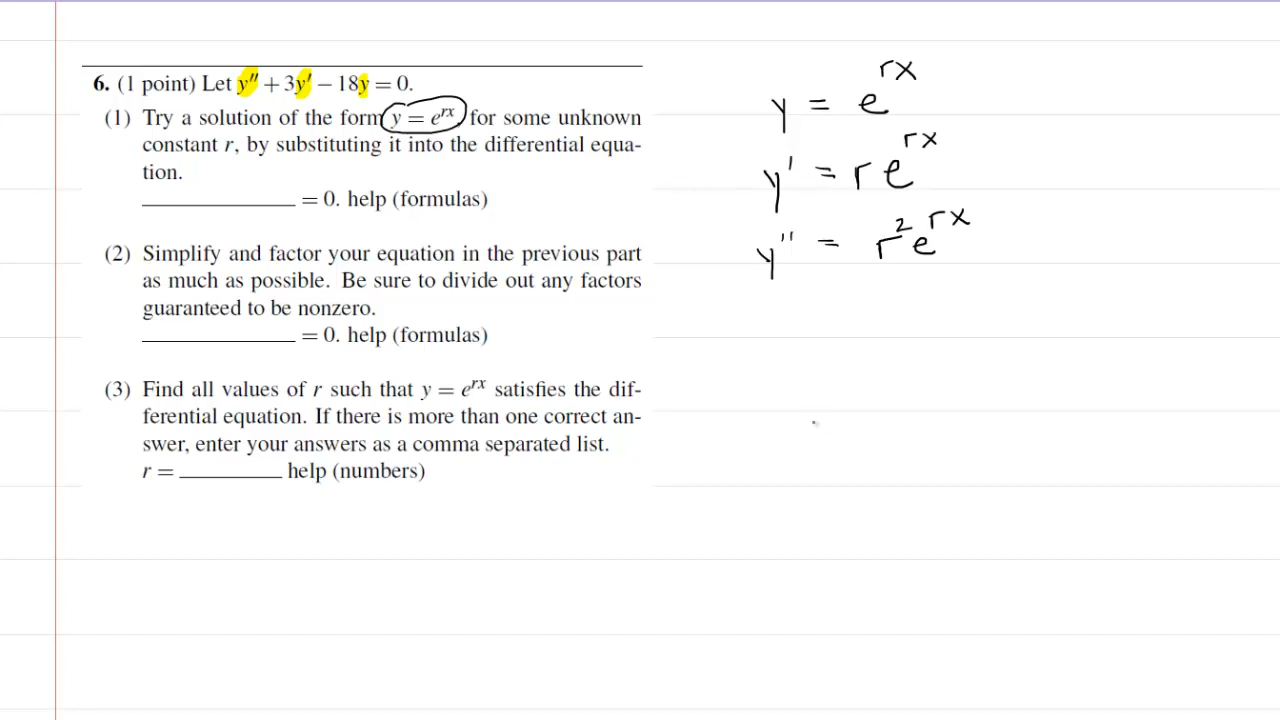 6. (1 point) Let y″ + 3y′ − 18y = 0.
(1) Try a solution of the form y = e^{rx} for some unknown
constant r, by substituting it into the differential equa-
tion.
______________ = 0. help (formulas)
(2) Simplify and factor your equation in the previous part
as much as possible. Be sure to divide out any factors
guaranteed to be nonzero.
______________ = 0. help (formulas)
(3) Find all values of r such that y = e^{rx} satisfies the dif-
ferential equation. If there is more than one correct an-
swer, enter your answers as a comma separated list.
r = __________ help (numbers)
y = e^{rx}
y′ = r e^{rx}
y″ = r² e^{rx}